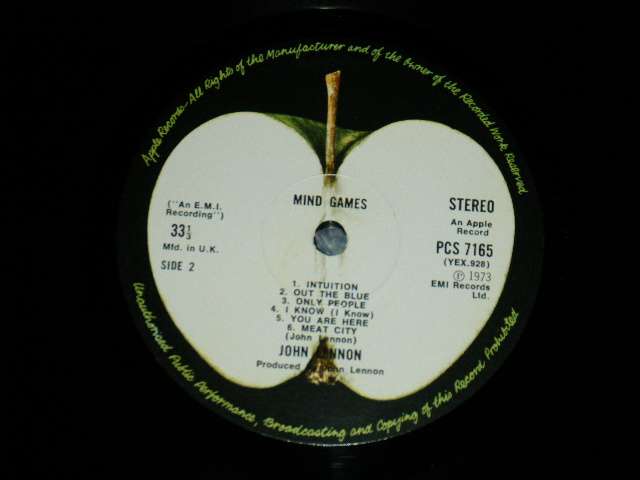 Apple Records-All Rights of the Manufacturer and of the Owner of the Recorded Work Reserved
MIND GAMES
("An E.M.I.
Recording")
33⅓
Mfd. in U.K.
SIDE 2
STEREO
An Apple
Record
PCS 7165
(YEX.928)
Ⓟ 1973
EMI Records
Ltd.
1. INTUITION
2. OUT THE BLUE
3. ONLY PEOPLE
4. I KNOW (I Know)
5. YOU ARE HERE
6. MEAT CITY
(John Lennon)
JOHN LENNON
Produced by John Lennon
Unauthorised Public Performance, Broadcasting and Copying of this Record Prohibited